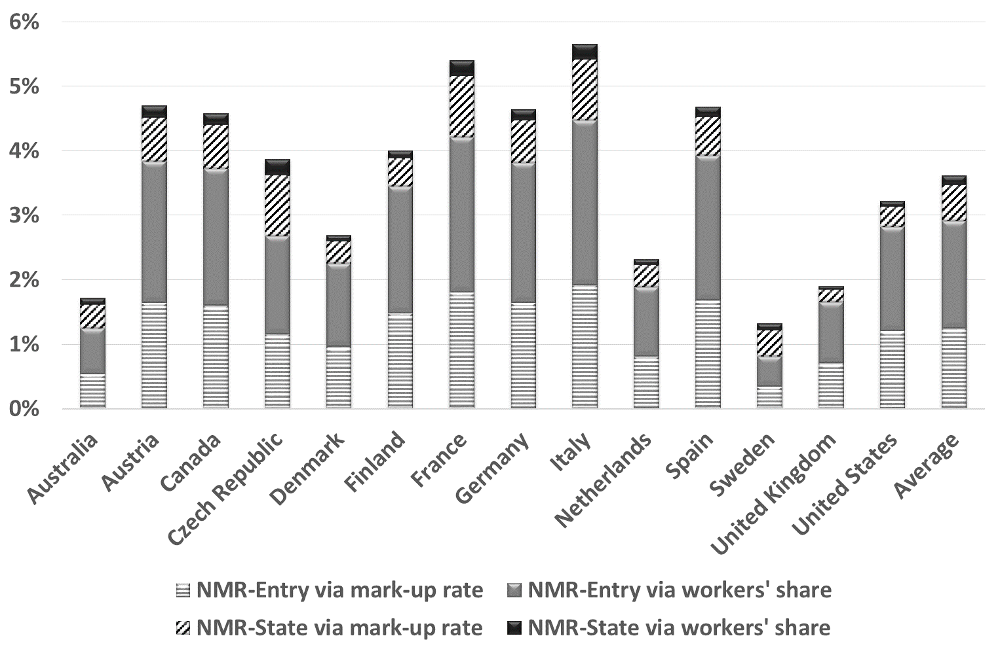 6%
5%
4%
3%
2%
1%
0%
Australia
Austria
Canada
Czech Republic
Denmark
Finland
France
Germany
Italy
Netherlands
Spain
Sweden
United Kingdom
United States
Average
NMR-Entry via mark-up rate
NMR-Entry via workers' share
NMR-State via mark-up rate
NMR-State via workers' share